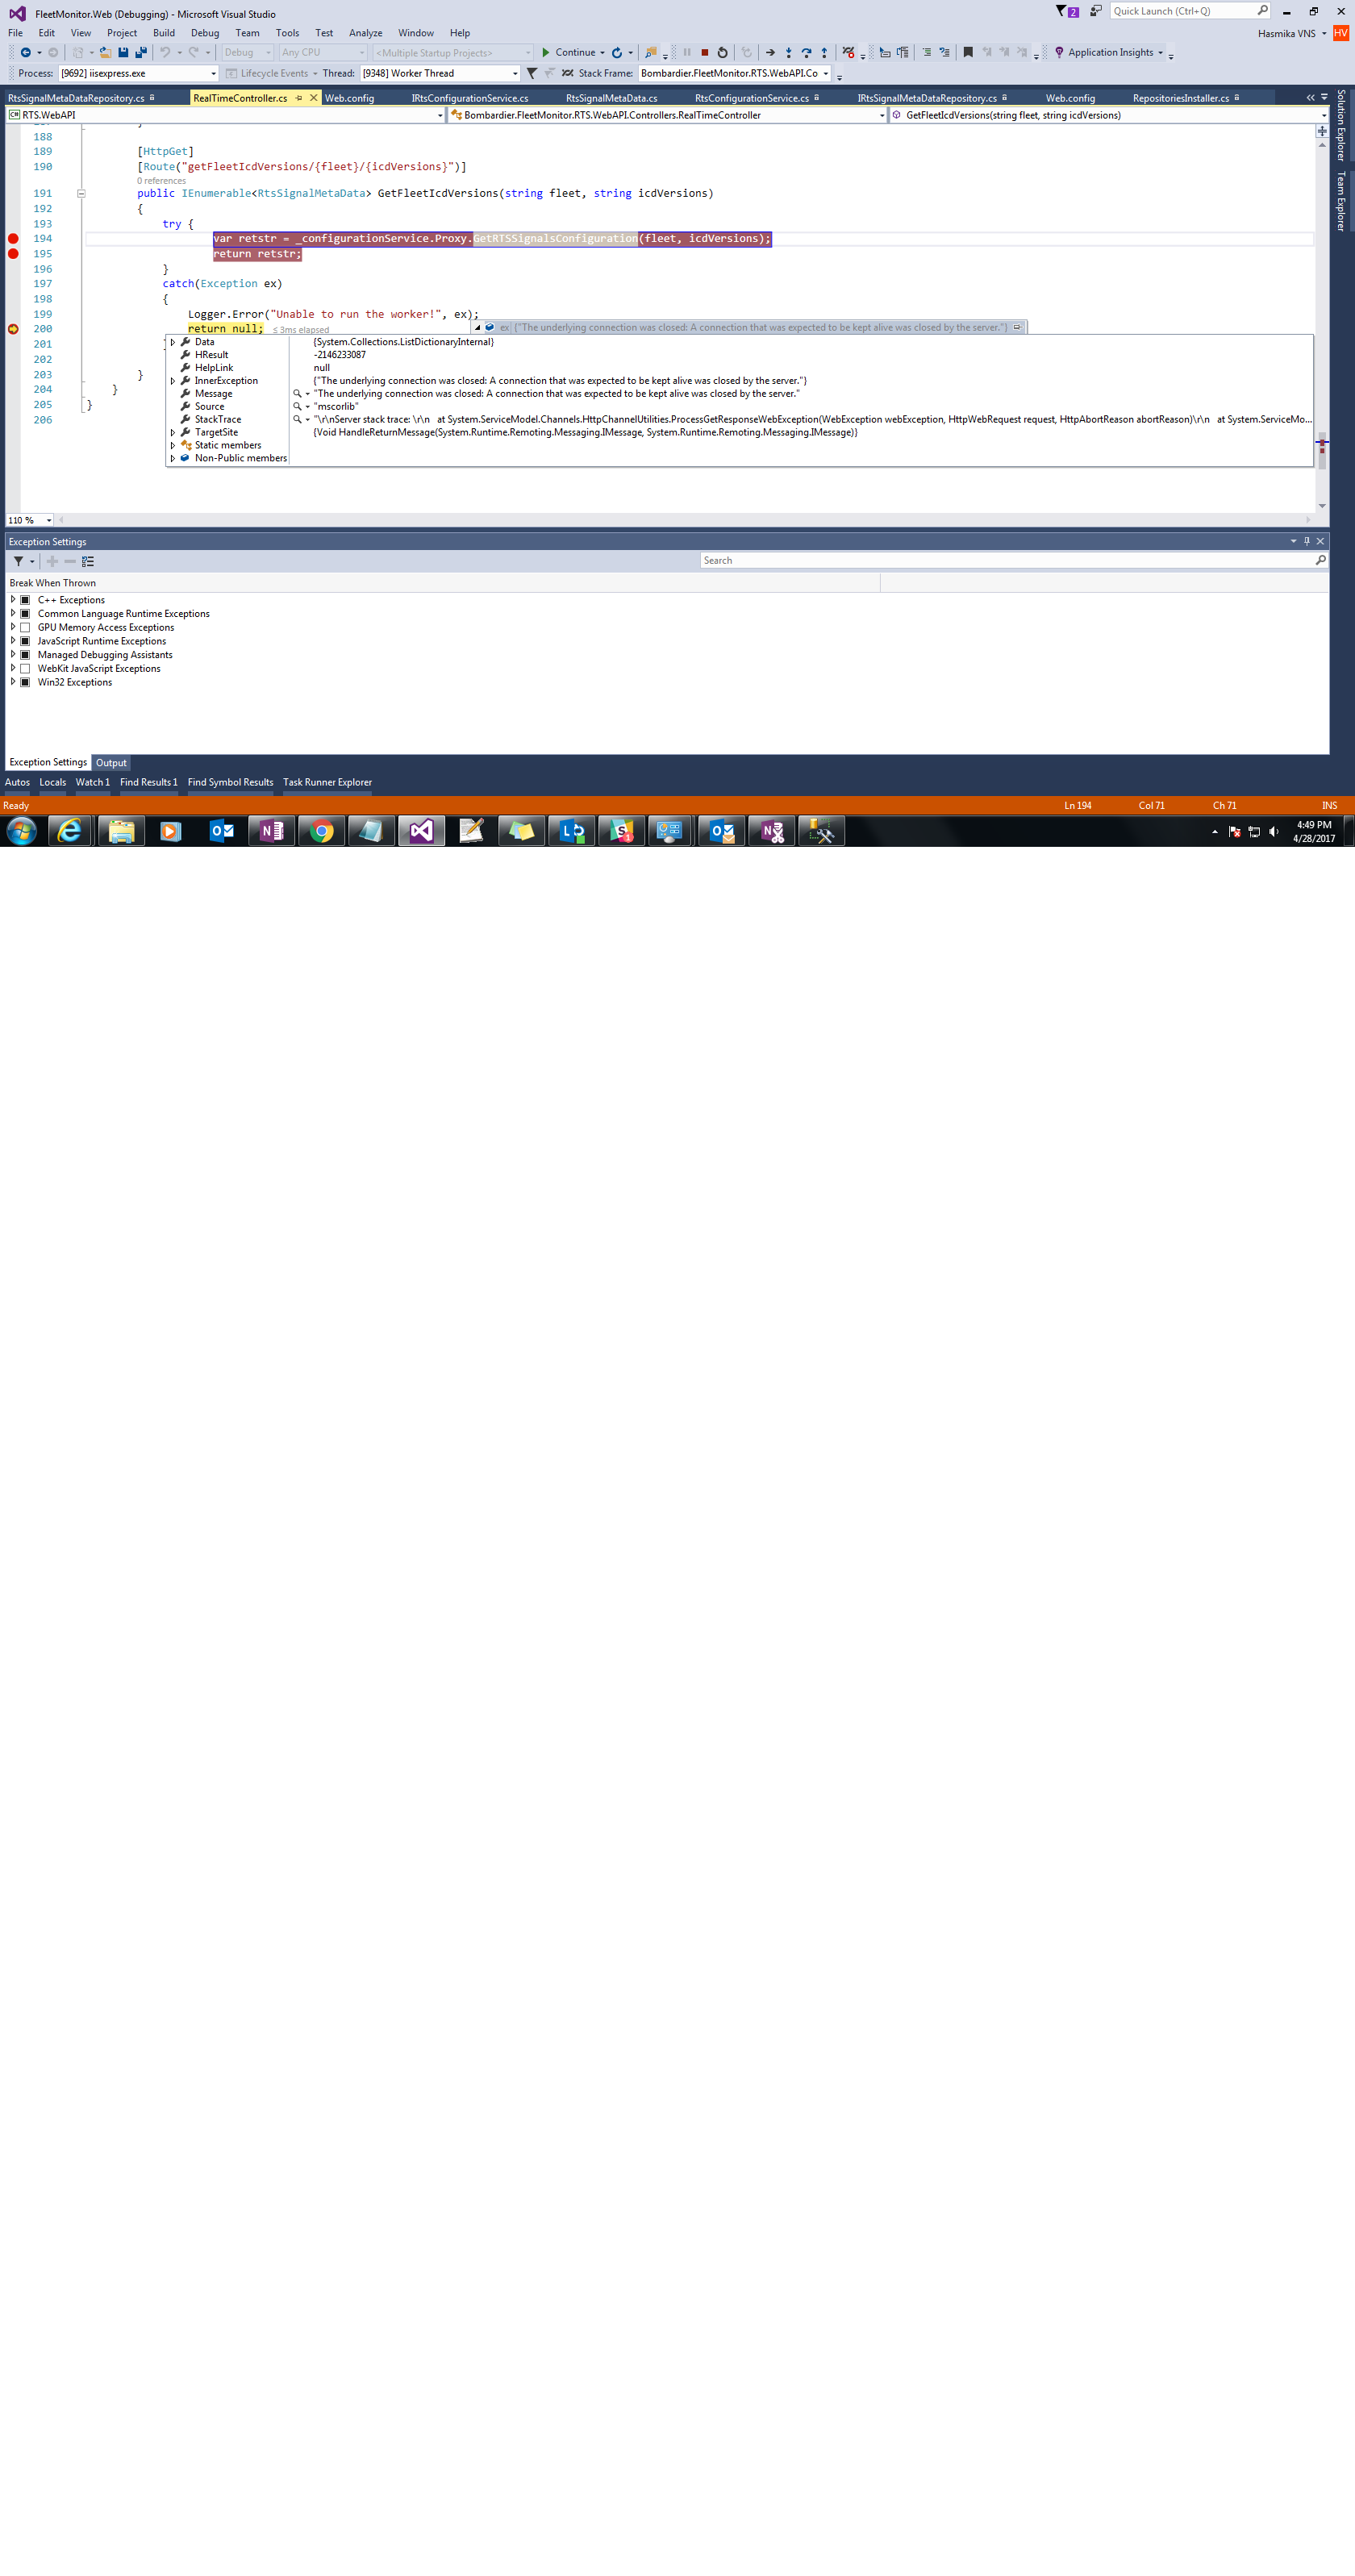 FleetMonitor.Web (Debugging) - Microsoft Visual Studio
2
Quick Launch (Ctrl+Q)
File Edit View Project Build Debug Team Tools Test Analyze Window Help
Hasmika VNS HV
Debug Any CPU <Multiple Startup Projects> Continue Application Insights
Process: [9692] iisexpress.exe Lifecycle Events Thread: [9348] Worker Thread Stack Frame: Bombardier.FleetMonitor.RTS.WebAPI.Co
RtsSignalMetaDataRepository.cs RealTimeController.cs Web.config IRtsConfigurationService.cs RtsSignalMetaData.cs RtsConfigurationService.cs IRtsSignalMetaDataRepository.cs Web.config RepositoriesInstaller.cs
RTS.WebAPI Bombardier.FleetMonitor.RTS.WebAPI.Controllers.RealTimeController GetFleetIcdVersions(string fleet, string icdVersions)
Solution Explorer
Team Explorer
188
189 [HttpGet]
190 [Route("getFleetIcdVersions/{fleet}/{icdVersions}")]
0 references
191 public IEnumerable<RtsSignalMetaData> GetFleetIcdVersions(string fleet, string icdVersions)
192 {
193 try {
194 var retstr = _configurationService.Proxy.GetRTSSignalsConfiguration(fleet, icdVersions);
195 return retstr;
196 }
197 catch(Exception ex)
198 {
199 Logger.Error("Unable to run the worker!", ex);
200 return null; ≤ 3ms elapsed
ex {"The underlying connection was closed: A connection that was expected to be kept alive was closed by the server."}
201
202
203 }
204 }
205 }
206
Data {System.Collections.ListDictionaryInternal}
HResult -2146233087
HelpLink null
InnerException {"The underlying connection was closed: A connection that was expected to be kept alive was closed by the server."}
Message "The underlying connection was closed: A connection that was expected to be kept alive was closed by the server."
Source "mscorlib"
StackTrace "\r\nServer stack trace: \r\n at System.ServiceModel.Channels.HttpChannelUtilities.ProcessGetResponseWebException(WebException webException, HttpWebRequest request, HttpAbortReason abortReason)\r\n at System.ServiceMo...
TargetSite {Void HandleReturnMessage(System.Runtime.Remoting.Messaging.IMessage, System.Runtime.Remoting.Messaging.IMessage)}
Static members
Non-Public members
110 %
Exception Settings
Search
Break When Thrown
C++ Exceptions
Common Language Runtime Exceptions
GPU Memory Access Exceptions
JavaScript Runtime Exceptions
Managed Debugging Assistants
WebKit JavaScript Exceptions
Win32 Exceptions
Exception Settings Output
Autos Locals Watch 1 Find Results 1 Find Symbol Results Task Runner Explorer
Ready Ln 194 Col 71 Ch 71 INS
4:49 PM
4/28/2017